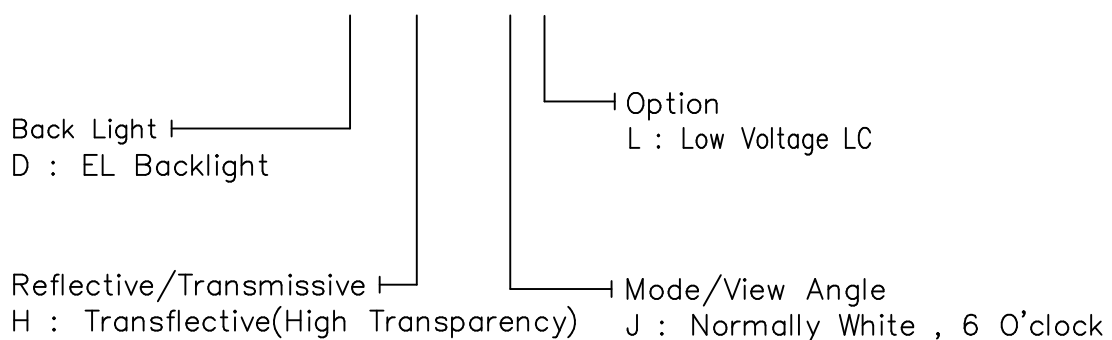 Back Light
D : EL Backlight
Option
L : Low Voltage LC
Reflective/Transmissive
H : Transflective(High Transparency)
Mode/View Angle
J : Normally White , 6 O'clock